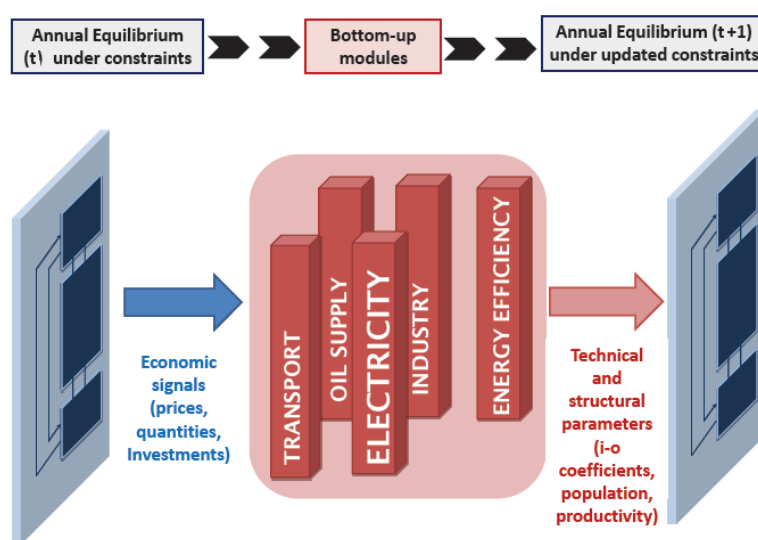 Annual Equilibrium
(t) under constraints
Bottom-up
modules
Annual Equilibrium (t+1)
under updated constraints
TRANSPORT
OIL SUPPLY
ELECTRICITY
INDUSTRY
ENERGY EFFICIENCY
Economic
signals
(prices,
quantities,
Investments)
Technical
and
structural
parameters
(i-o
coefficients,
population,
productivity)